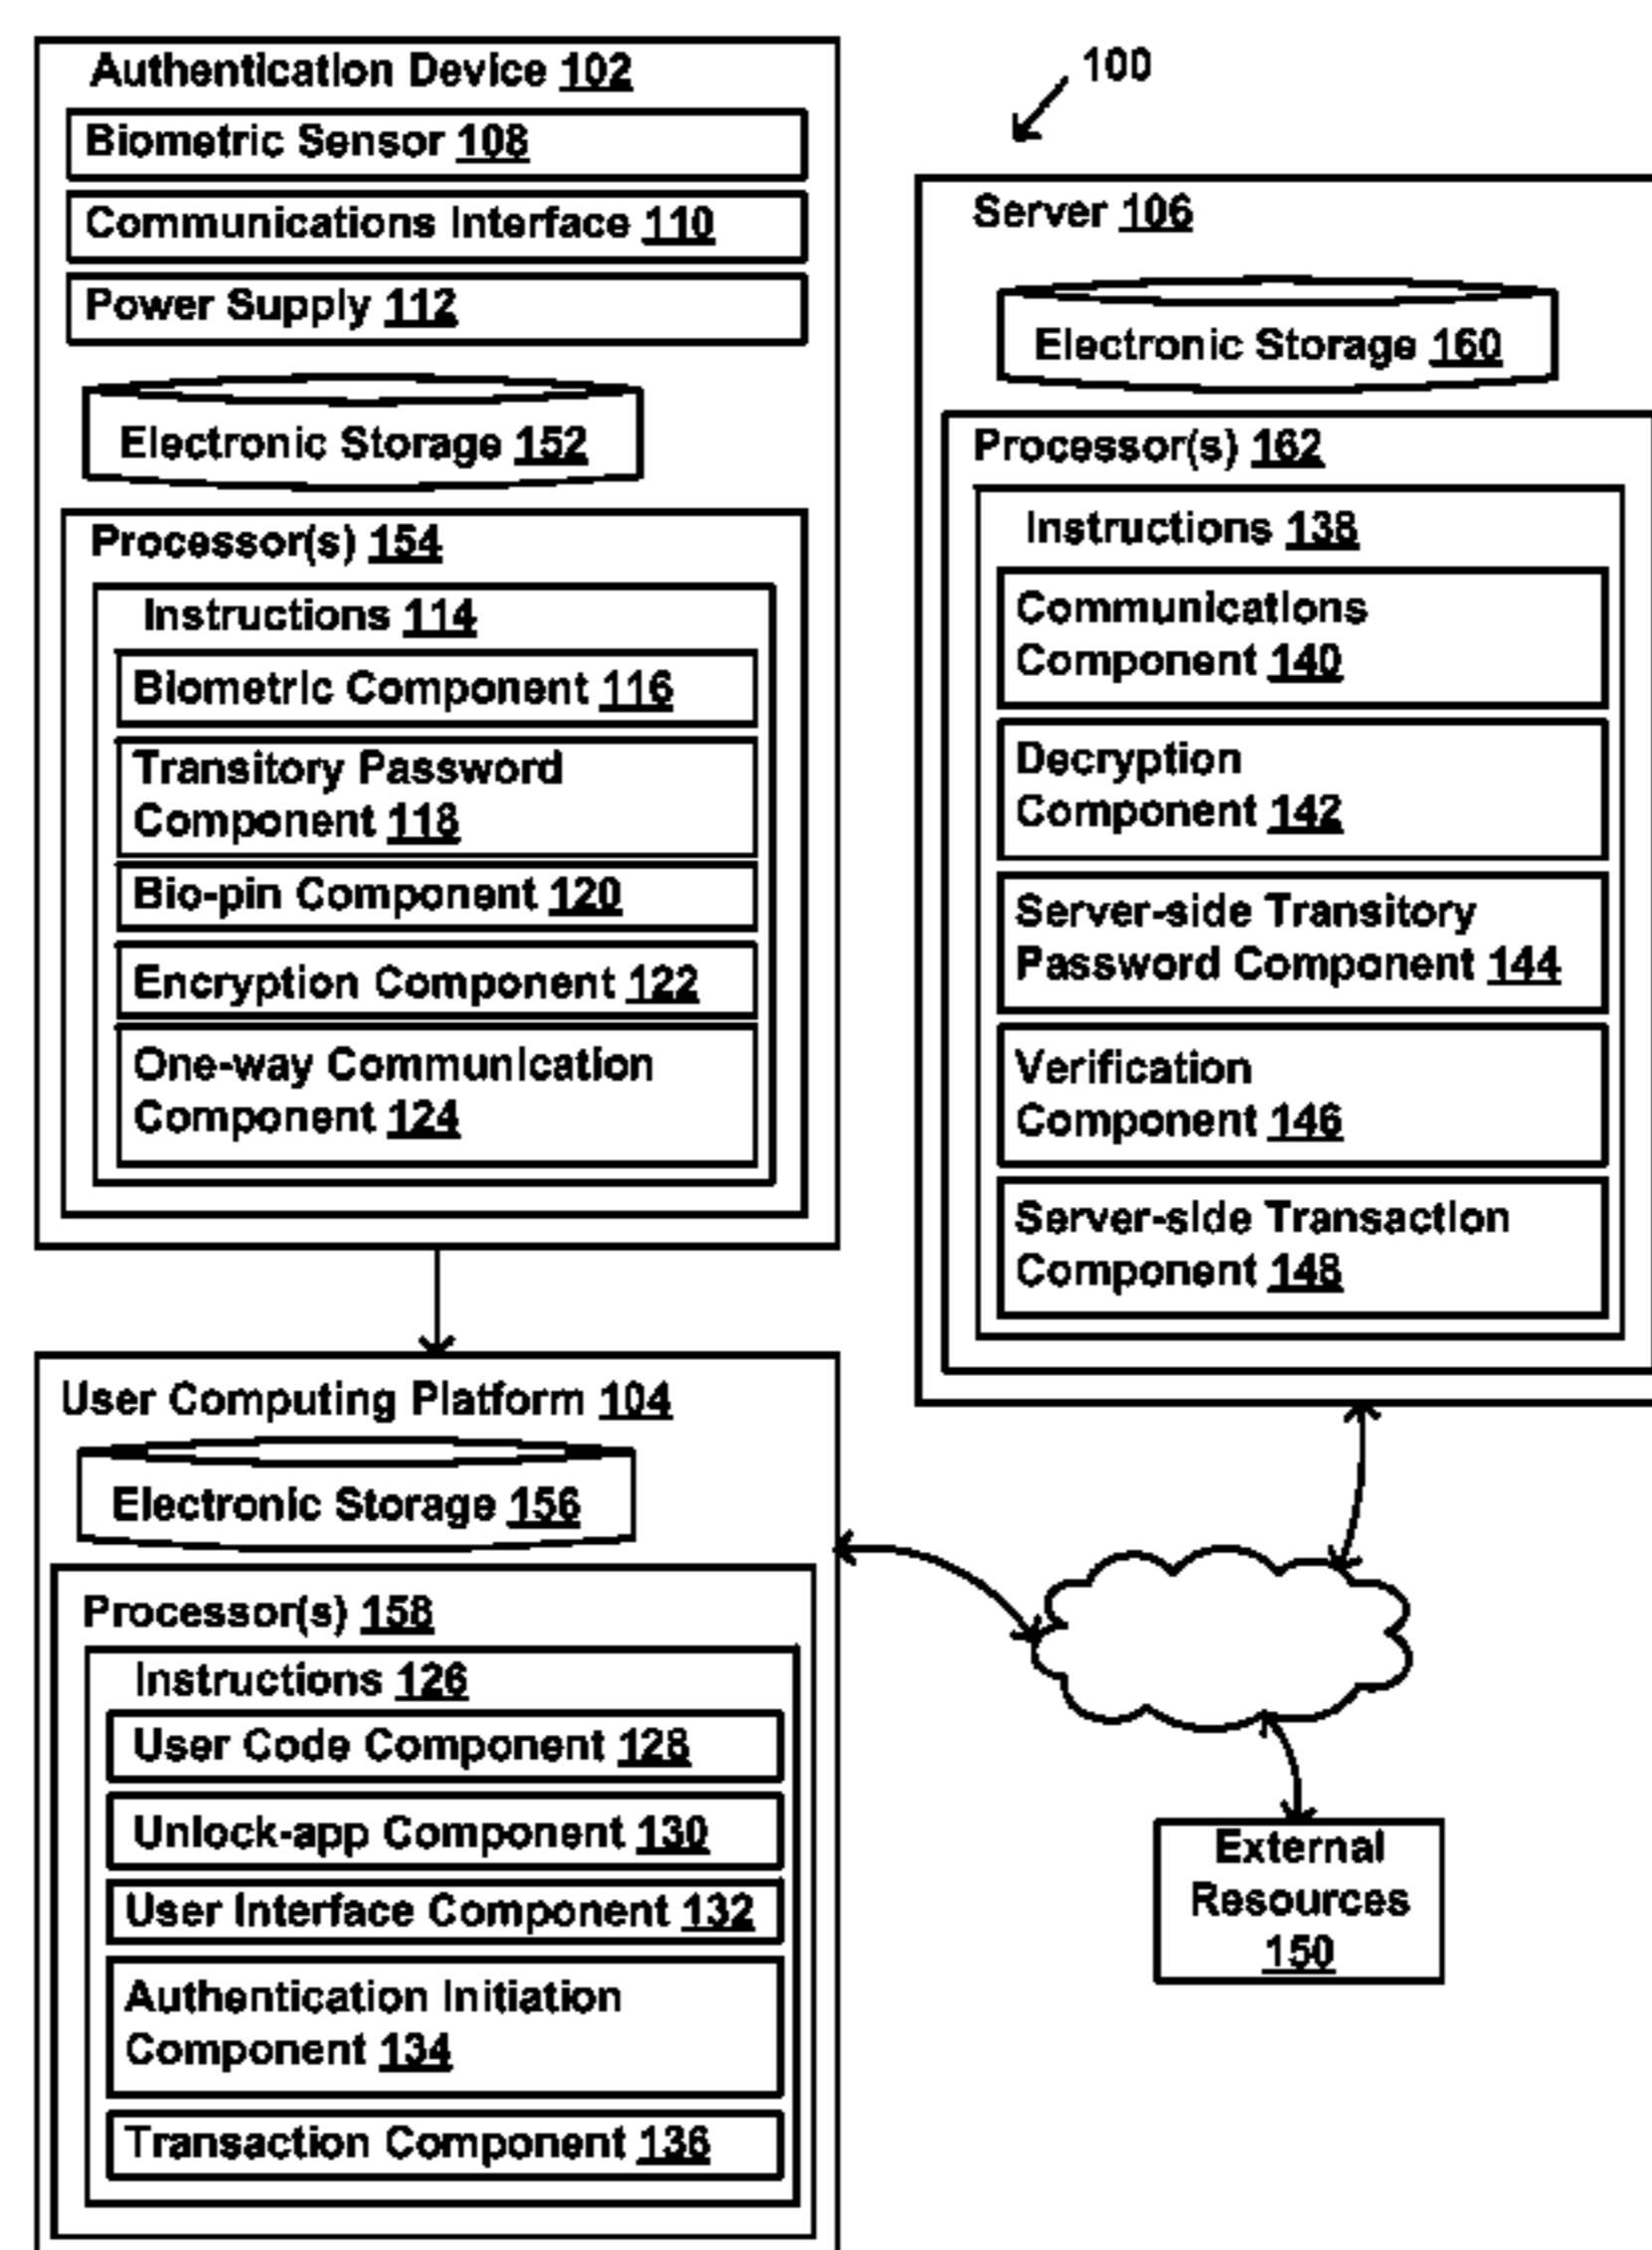 Authentication Device 102
Biometric Sensor 108
Communications Interface 110
Power Supply 112
Electronic Storage 152
Processor(s) 154
Instructions 114
Biometric Component 116
Transitory Password
Component 118
Bio-pin Component 120
Encryption Component 122
One-way Communication
Component 124
100
Server 106
Electronic Storage 160
Processor(s) 162
Instructions 138
Communications
Component 140
Decryption
Component 142
Server-side Transitory
Password Component 144
Verification
Component 146
Server-side Transaction
Component 148
User Computing Platform 104
Electronic Storage 156
Processor(s) 158
Instructions 126
User Code Component 128
Unlock-app Component 130
User Interface Component 132
Authentication Initiation
Component 134
Transaction Component 136
External
Resources
150